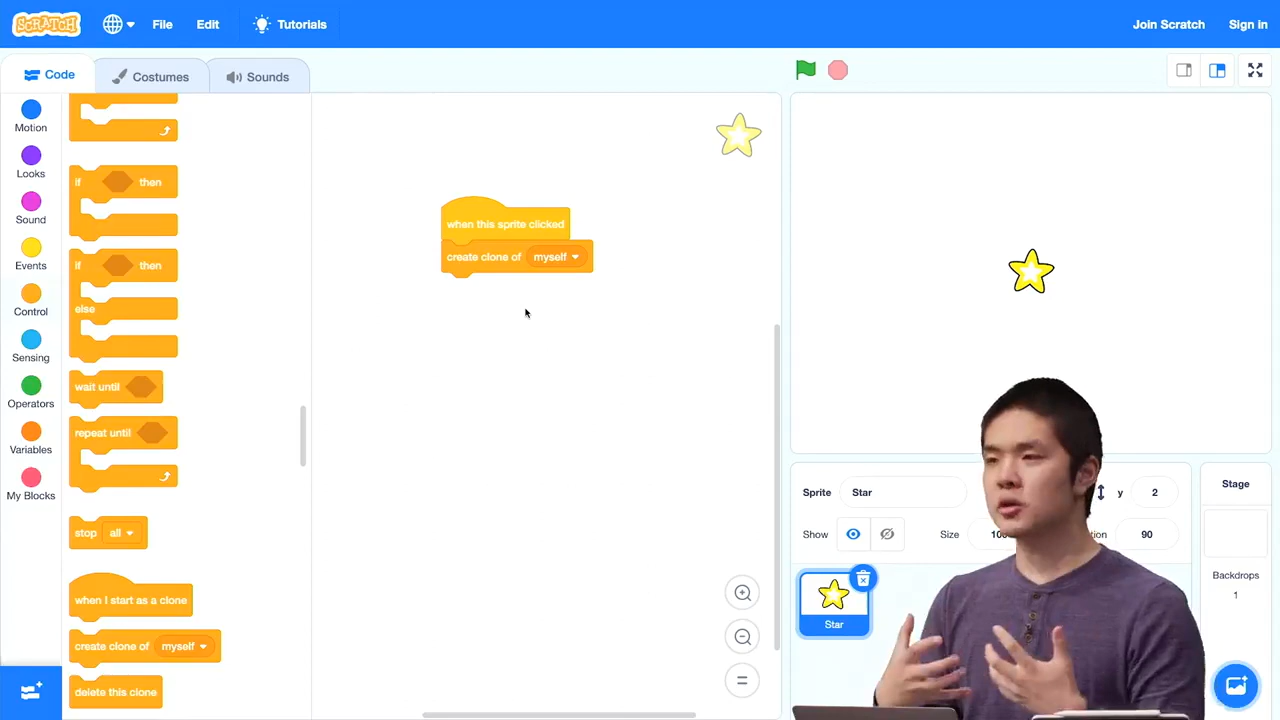 SCRATCH
File
Edit
Tutorials
Join Scratch
Sign in
Code
Costumes
Sounds
Motion
Looks
Sound
Events
Control
Sensing
Operators
Variables
My Blocks
If then
If then
else
wait until
repeat until
stop all
when I start as a clone
create clone of myself
delete this clone
when this sprite clicked
create clone of myself
Sprite Star
y 2
Show
Size
90
Star
Stage
Backdrops
1